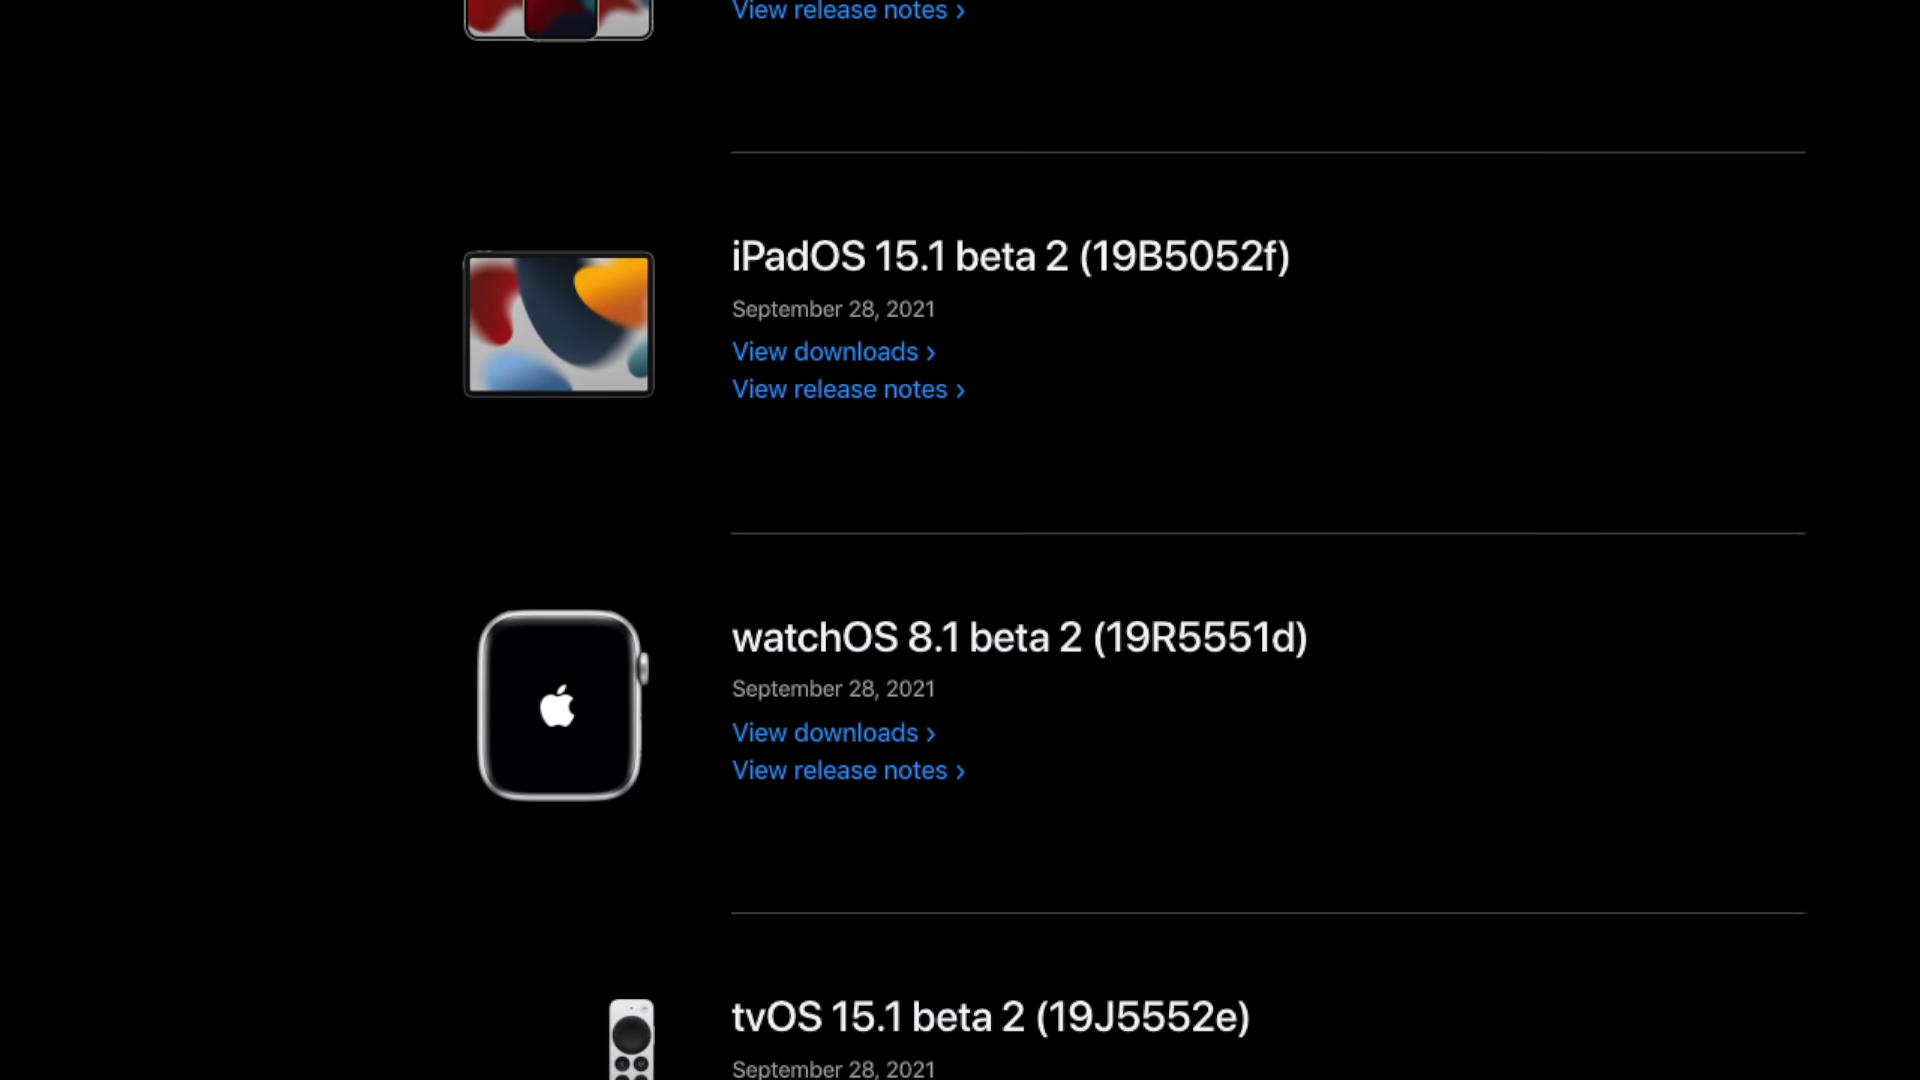 View release notes ›
iPadOS 15.1 beta 2 (19B5052f)
September 28, 2021
View downloads ›
View release notes ›
watchOS 8.1 beta 2 (19R5551d)
September 28, 2021
View downloads ›
View release notes ›
tvOS 15.1 beta 2 (19J5552e)
September 28, 2021